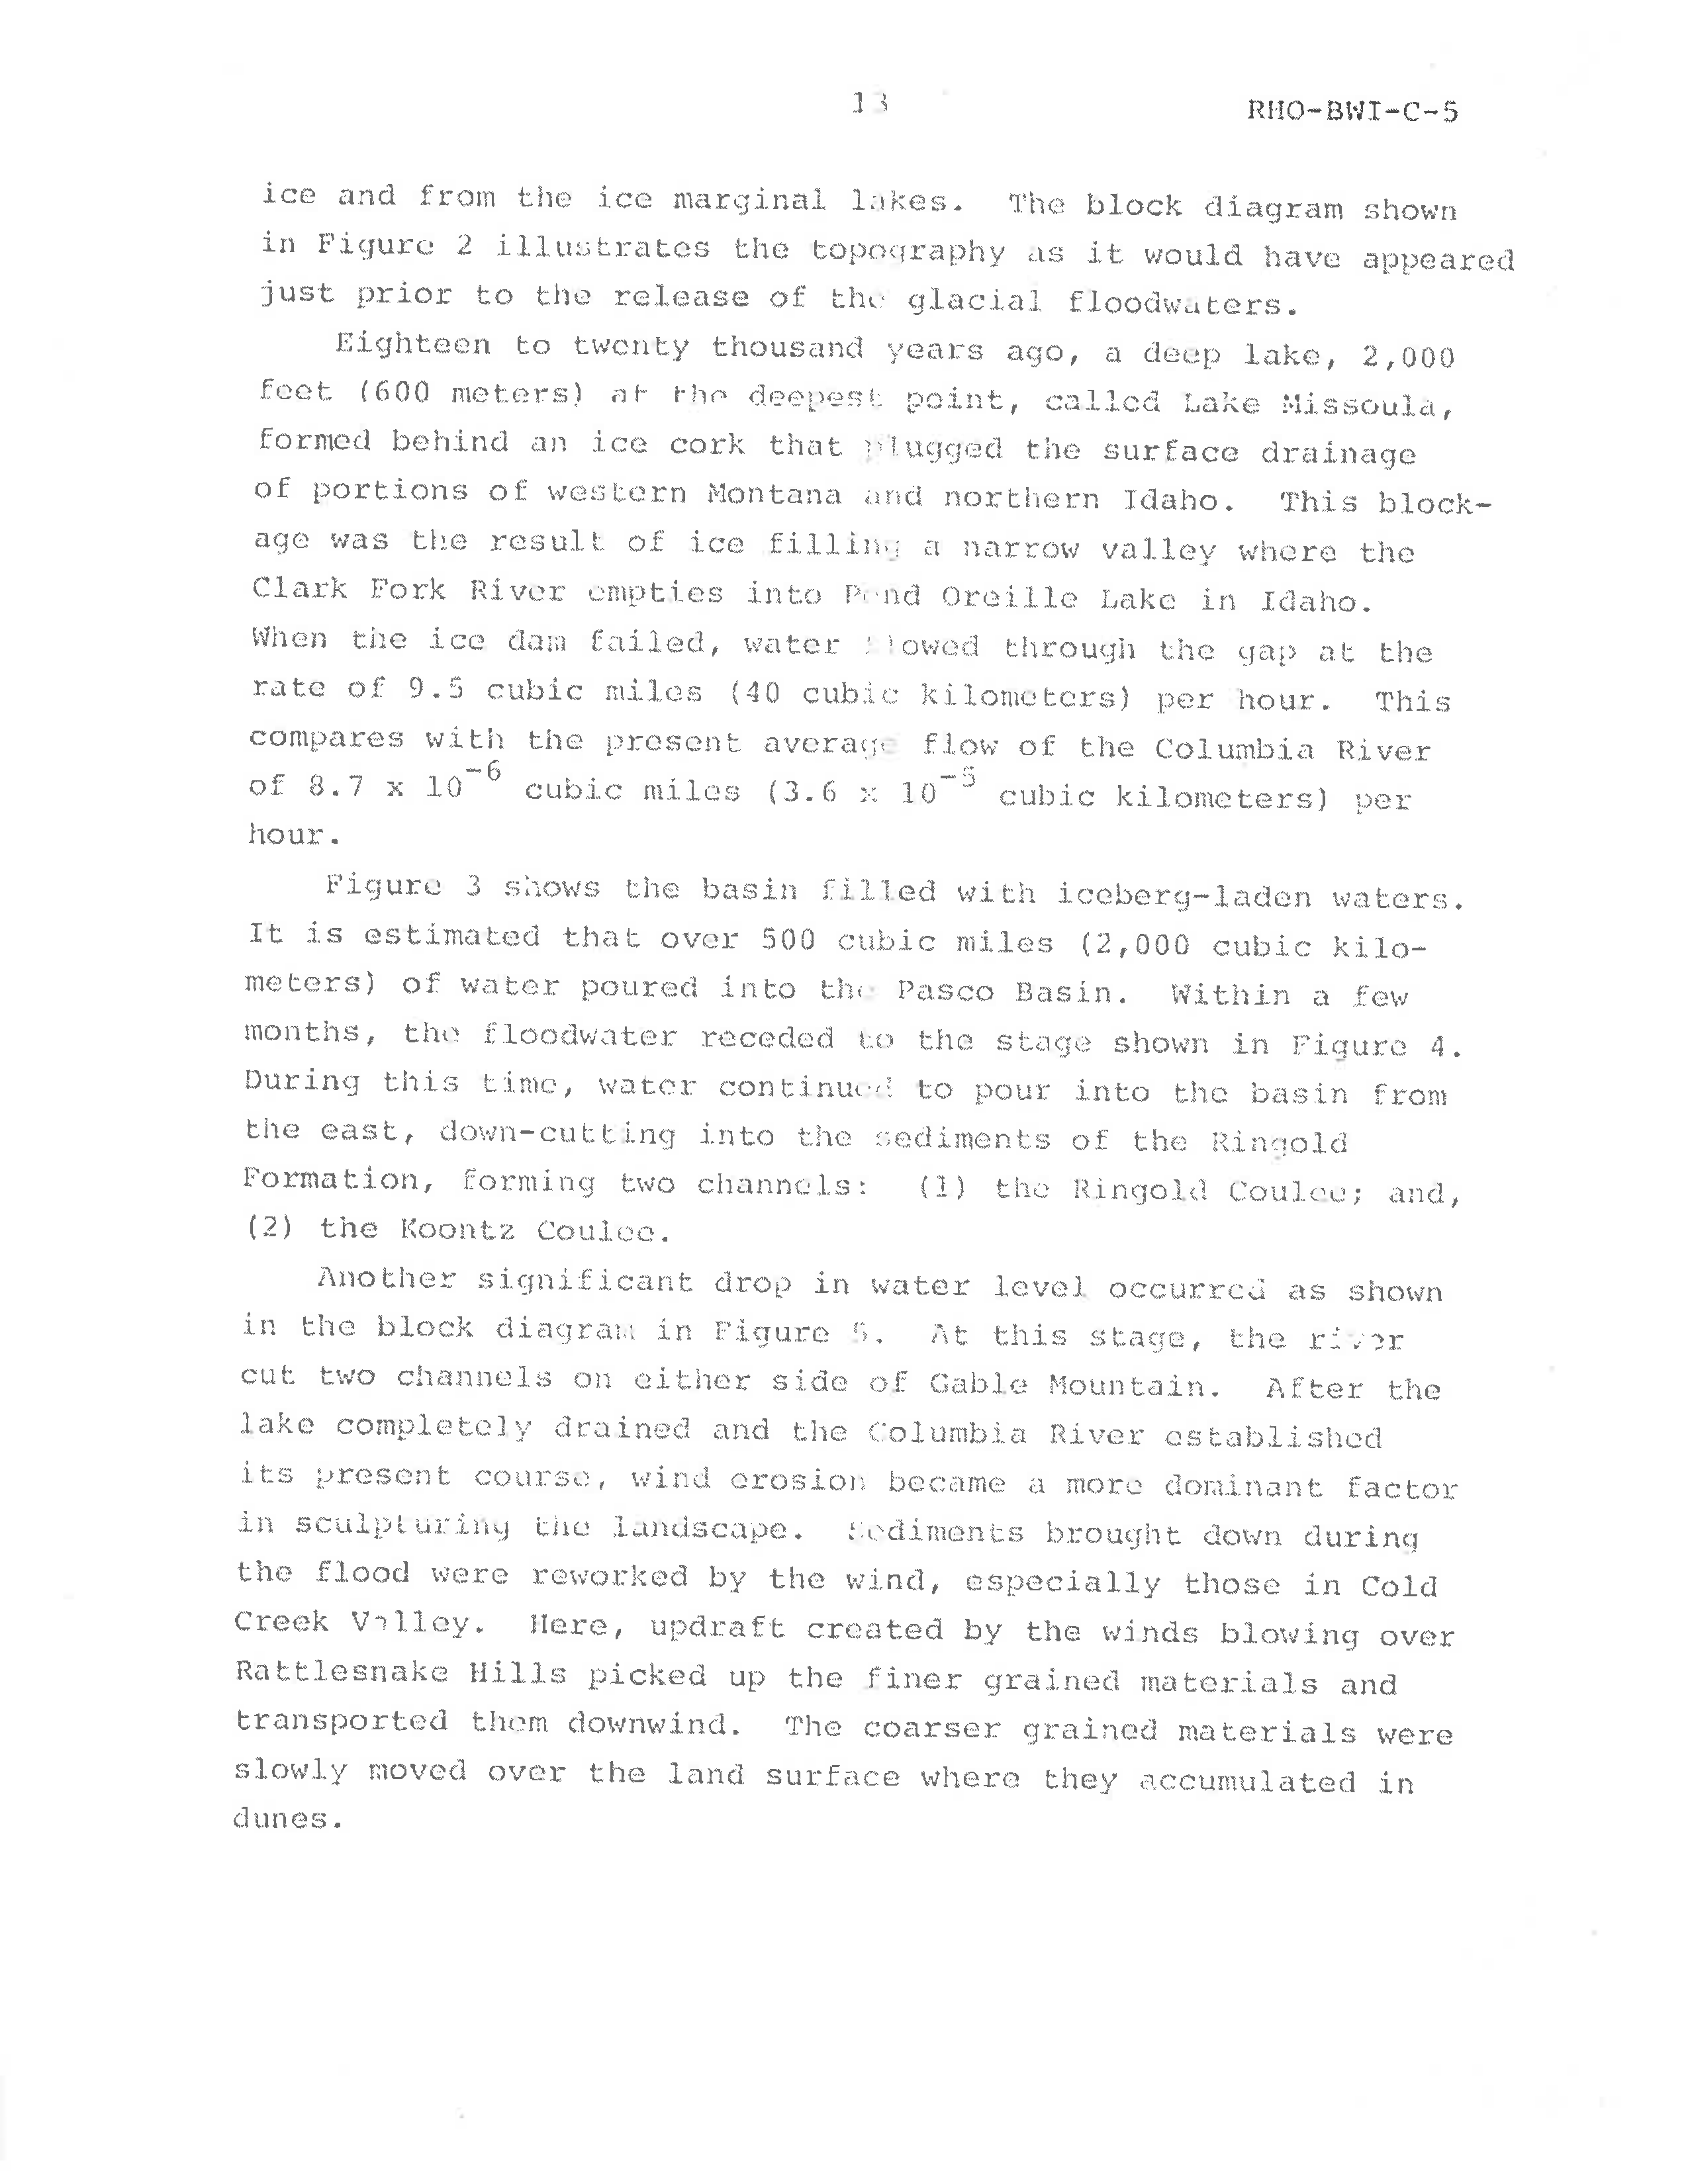 13
RHO-BWI-C-5
ice and from the ice marginal lakes. The block diagram shown
in Figure 2 illustrates the topography as it would have appeared
just prior to the release of the glacial floodwaters.
Eighteen to twenty thousand years ago, a deep lake, 2,000
feet (600 meters) at the deepest point, called Lake Missoula,
formed behind an ice cork that plugged the surface drainage
of portions of western Montana and northern Idaho. This block-
age was the result of ice filling a narrow valley where the
Clark Fork River empties into Pend Oreille Lake in Idaho.
When the ice dam failed, water flowed through the gap at the
rate of 9.5 cubic miles (40 cubic kilometers) per hour. This
compares with the present average flow of the Columbia River
of 8.7 x 10⁻⁶ cubic miles (3.6 x 10⁻⁵ cubic kilometers) per
hour.
Figure 3 shows the basin filled with iceberg-laden waters.
It is estimated that over 500 cubic miles (2,000 cubic kilo-
meters) of water poured into the Pasco Basin. Within a few
months, the floodwater receded to the stage shown in Figure 4.
During this time, water continued to pour into the basin from
the east, down-cutting into the sediments of the Ringold
Formation, forming two channels: (1) the Ringold Coulee; and,
(2) the Koontz Coulee.
Another significant drop in water level occurred as shown
in the block diagram in Figure 5. At this stage, the river
cut two channels on either side of Gable Mountain. After the
lake completely drained and the Columbia River established
its present course, wind erosion became a more dominant factor
in sculpturing the landscape. Sediments brought down during
the flood were reworked by the wind, especially those in Cold
Creek Valley. Here, updraft created by the winds blowing over
Rattlesnake Hills picked up the finer grained materials and
transported them downwind. The coarser grained materials were
slowly moved over the land surface where they accumulated in
dunes.